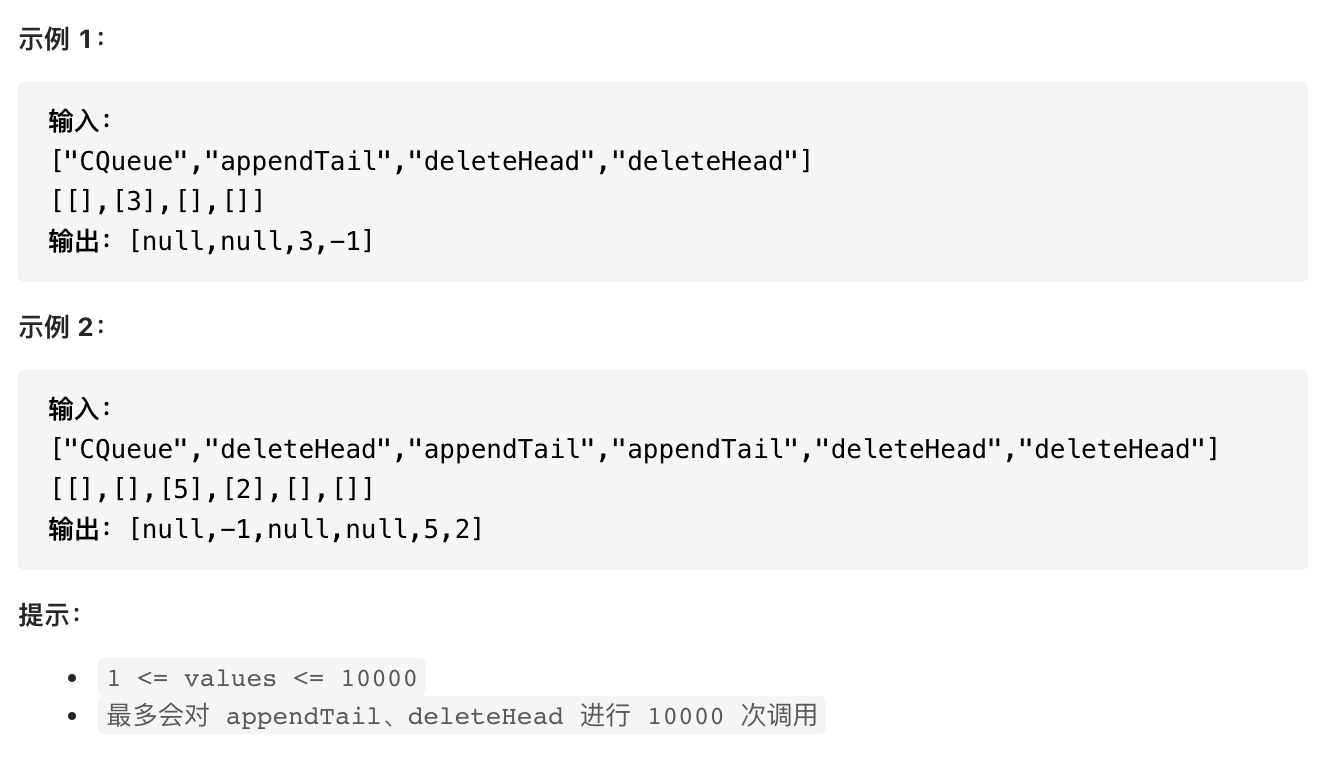 示例 1：
输入：
["CQueue","appendTail","deleteHead","deleteHead"]
[[],[3],[],[]]
输出：[null,null,3,-1]
示例 2：
输入：
["CQueue","deleteHead","appendTail","appendTail","deleteHead","deleteHead"]
[[],[],[5],[2],[],[]]
输出：[null,-1,null,null,5,2]
提示：
• 1 <= values <= 10000
• 最多会对 appendTail、deleteHead 进行 10000 次调用